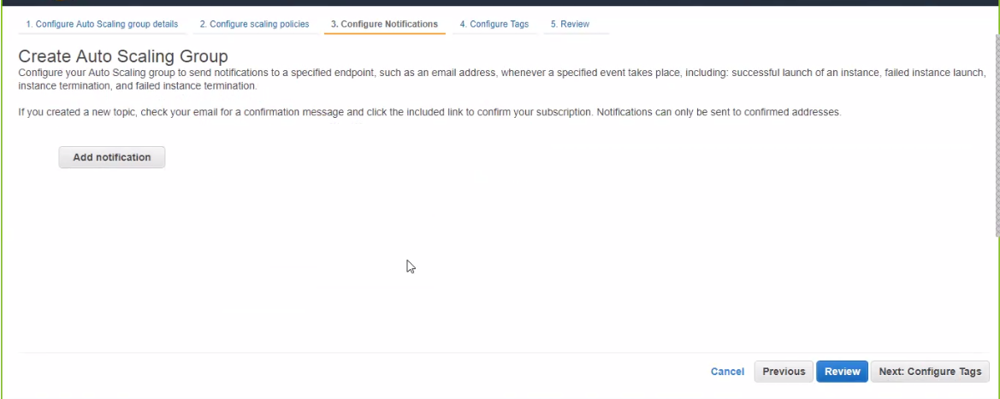 1. Configure Auto Scaling group details 2. Configure scaling policies 3. Configure Notifications 4. Configure Tags 5. Review
Create Auto Scaling Group
Configure your Auto Scaling group to send notifications to a specified endpoint, such as an email address, whenever a specified event takes place, including: successful launch of an instance, failed instance launch,
instance termination, and failed instance termination.
If you created a new topic, check your email for a confirmation message and click the included link to confirm your subscription. Notifications can only be sent to confirmed addresses.
Add notification
Cancel Previous Review Next: Configure Tags